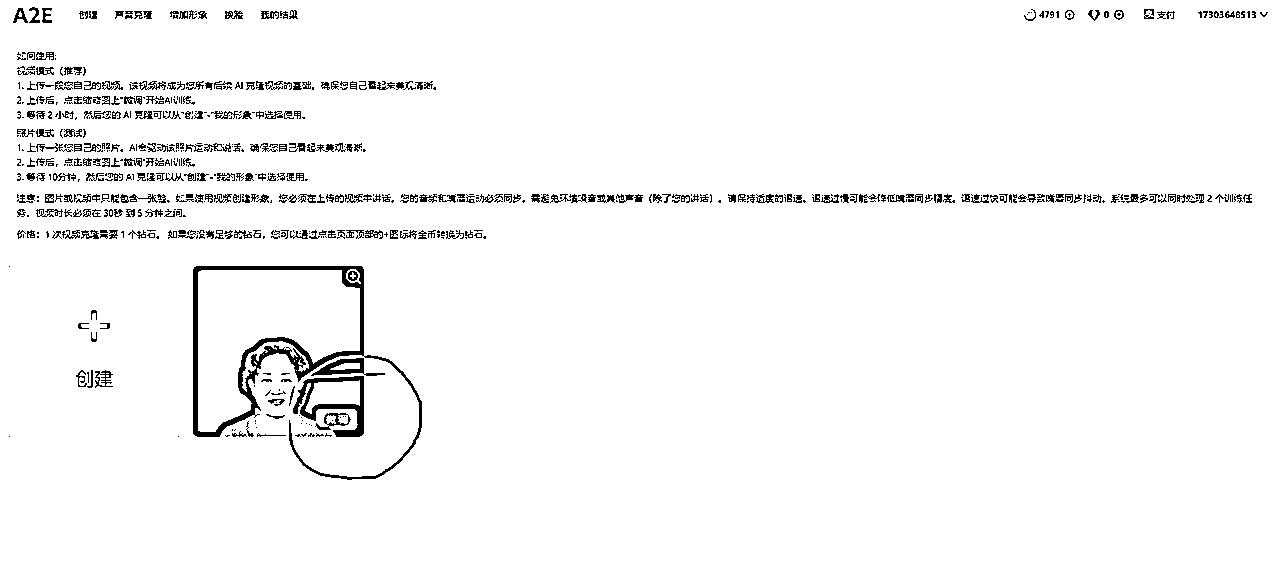 A2E 创建 声音克隆 增加形象 换脸 我的结果 4791 0 支付 17303648513
如何使用:
视频模式（推荐）
1. 上传一段您自己的视频。该视频将成为您所有后续 AI 克隆视频的基础。确保您自己看起来美观清晰。
2. 上传后，点击缩略图上"微调"开始AI训练。
3. 等待 2 小时，然后您的 AI 克隆可以从"创建"-"我的形象"中选择使用。
照片模式（测试）
1. 上传一张您自己的照片。AI会驱动该照片运动和说话。确保您自己看起来美观清晰。
2. 上传后，点击缩略图上"微调"开始AI训练。
3. 等待 10分钟，然后您的 AI 克隆可以从"创建"-"我的形象"中选择使用。
注意：图片或视频中只能包含一张脸。如果使用视频创建形象，您必须在上传的视频中讲话。您的音频和嘴唇运动必须同步。需避免环境噪音或其他声音（除了您的讲话）。请保持适度的语速。语速过慢可能会降低嘴唇同步精度。语速过快可能会导致嘴唇同步抖动。系统最多可以同时处理 2 个训练任
务。视频时长必须在 30秒 到 5 分钟之间。
价格：1 次视频克隆需要 1 个钻石。 如果您没有足够的钻石，您可以通过点击页面顶部的+图标将金币转换为钻石。
创建